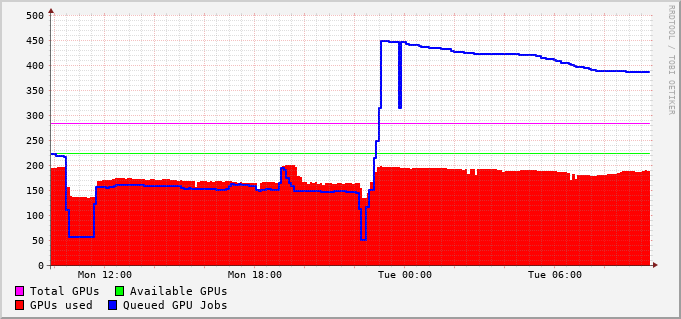 500
450
400
350
300
250
200
150
100
50
0
Mon 12:00 Mon 18:00 Tue 00:00 Tue 06:00
Total GPUs Available GPUs
GPUs used Queued GPU Jobs
RRDTOOL / TOBI OETIKER